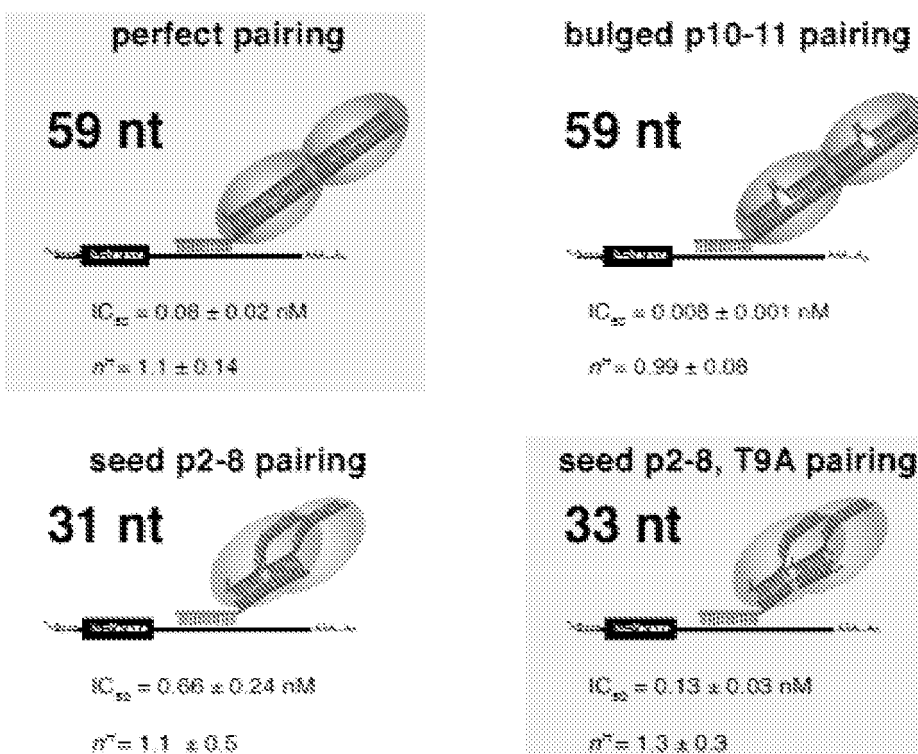 perfect pairing
59 nt
IC50 = 0.08 ± 0.02 nM
= 1.1 ± 0.14
bulged p10-11 pairing
59 nt
IC50 = 0.008 ± 0.001 nM
= 0.99 ± 0.08
seed p2-8 pairing
31 nt
IC50 = 0.66 ± 0.24 nM
= 1.1 ± 0.5
seed p2-8, T9A pairing
33 nt
IC50 = 0.13 ± 0.03 nM
= 1.3 ± 0.3